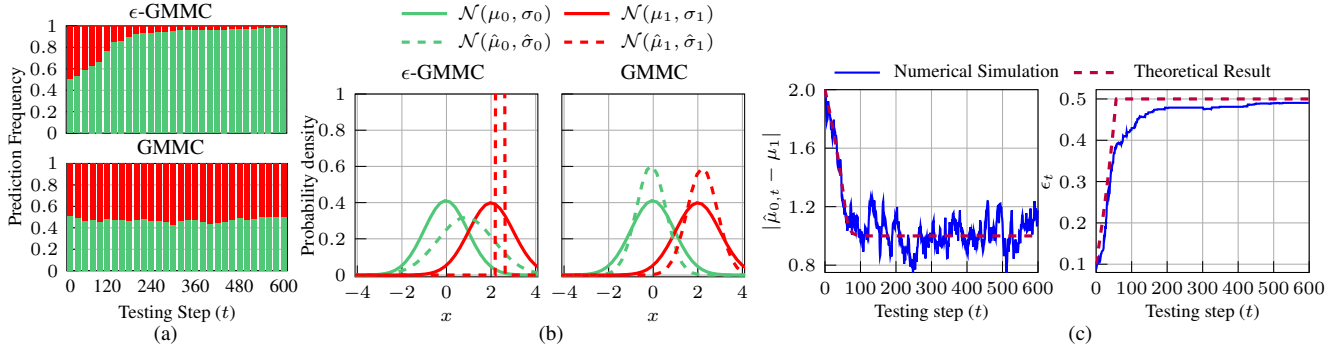 ϵ-GMMC
1
0.8
0.6
0.4
0.2
0
GMMC
1
0.8
0.6
0.4
0.2
0
Prediction Frequency
0 120 240 360 480 600
Testing Step (t)
(a)
N(μ0, σ0) N(μ1, σ1)
N(μ̂0, σ̂0) N(μ̂1, σ̂1)
ϵ-GMMC GMMC
Probability density
1
0.8
0.6
0.4
0.2
0
−4 −2 0 2 4
x
−4 −2 0 2 4
x
(b)
Numerical Simulation Theoretical Result
|μ̂0,t − μ1|
2.0
1.6
1.2
0.8
0 100 200 300 400 500 600
Testing step (t)
ϵt
0.5
0.4
0.3
0.2
0.1
0 100 200 300 400 500 600
Testing step (t)
(c)